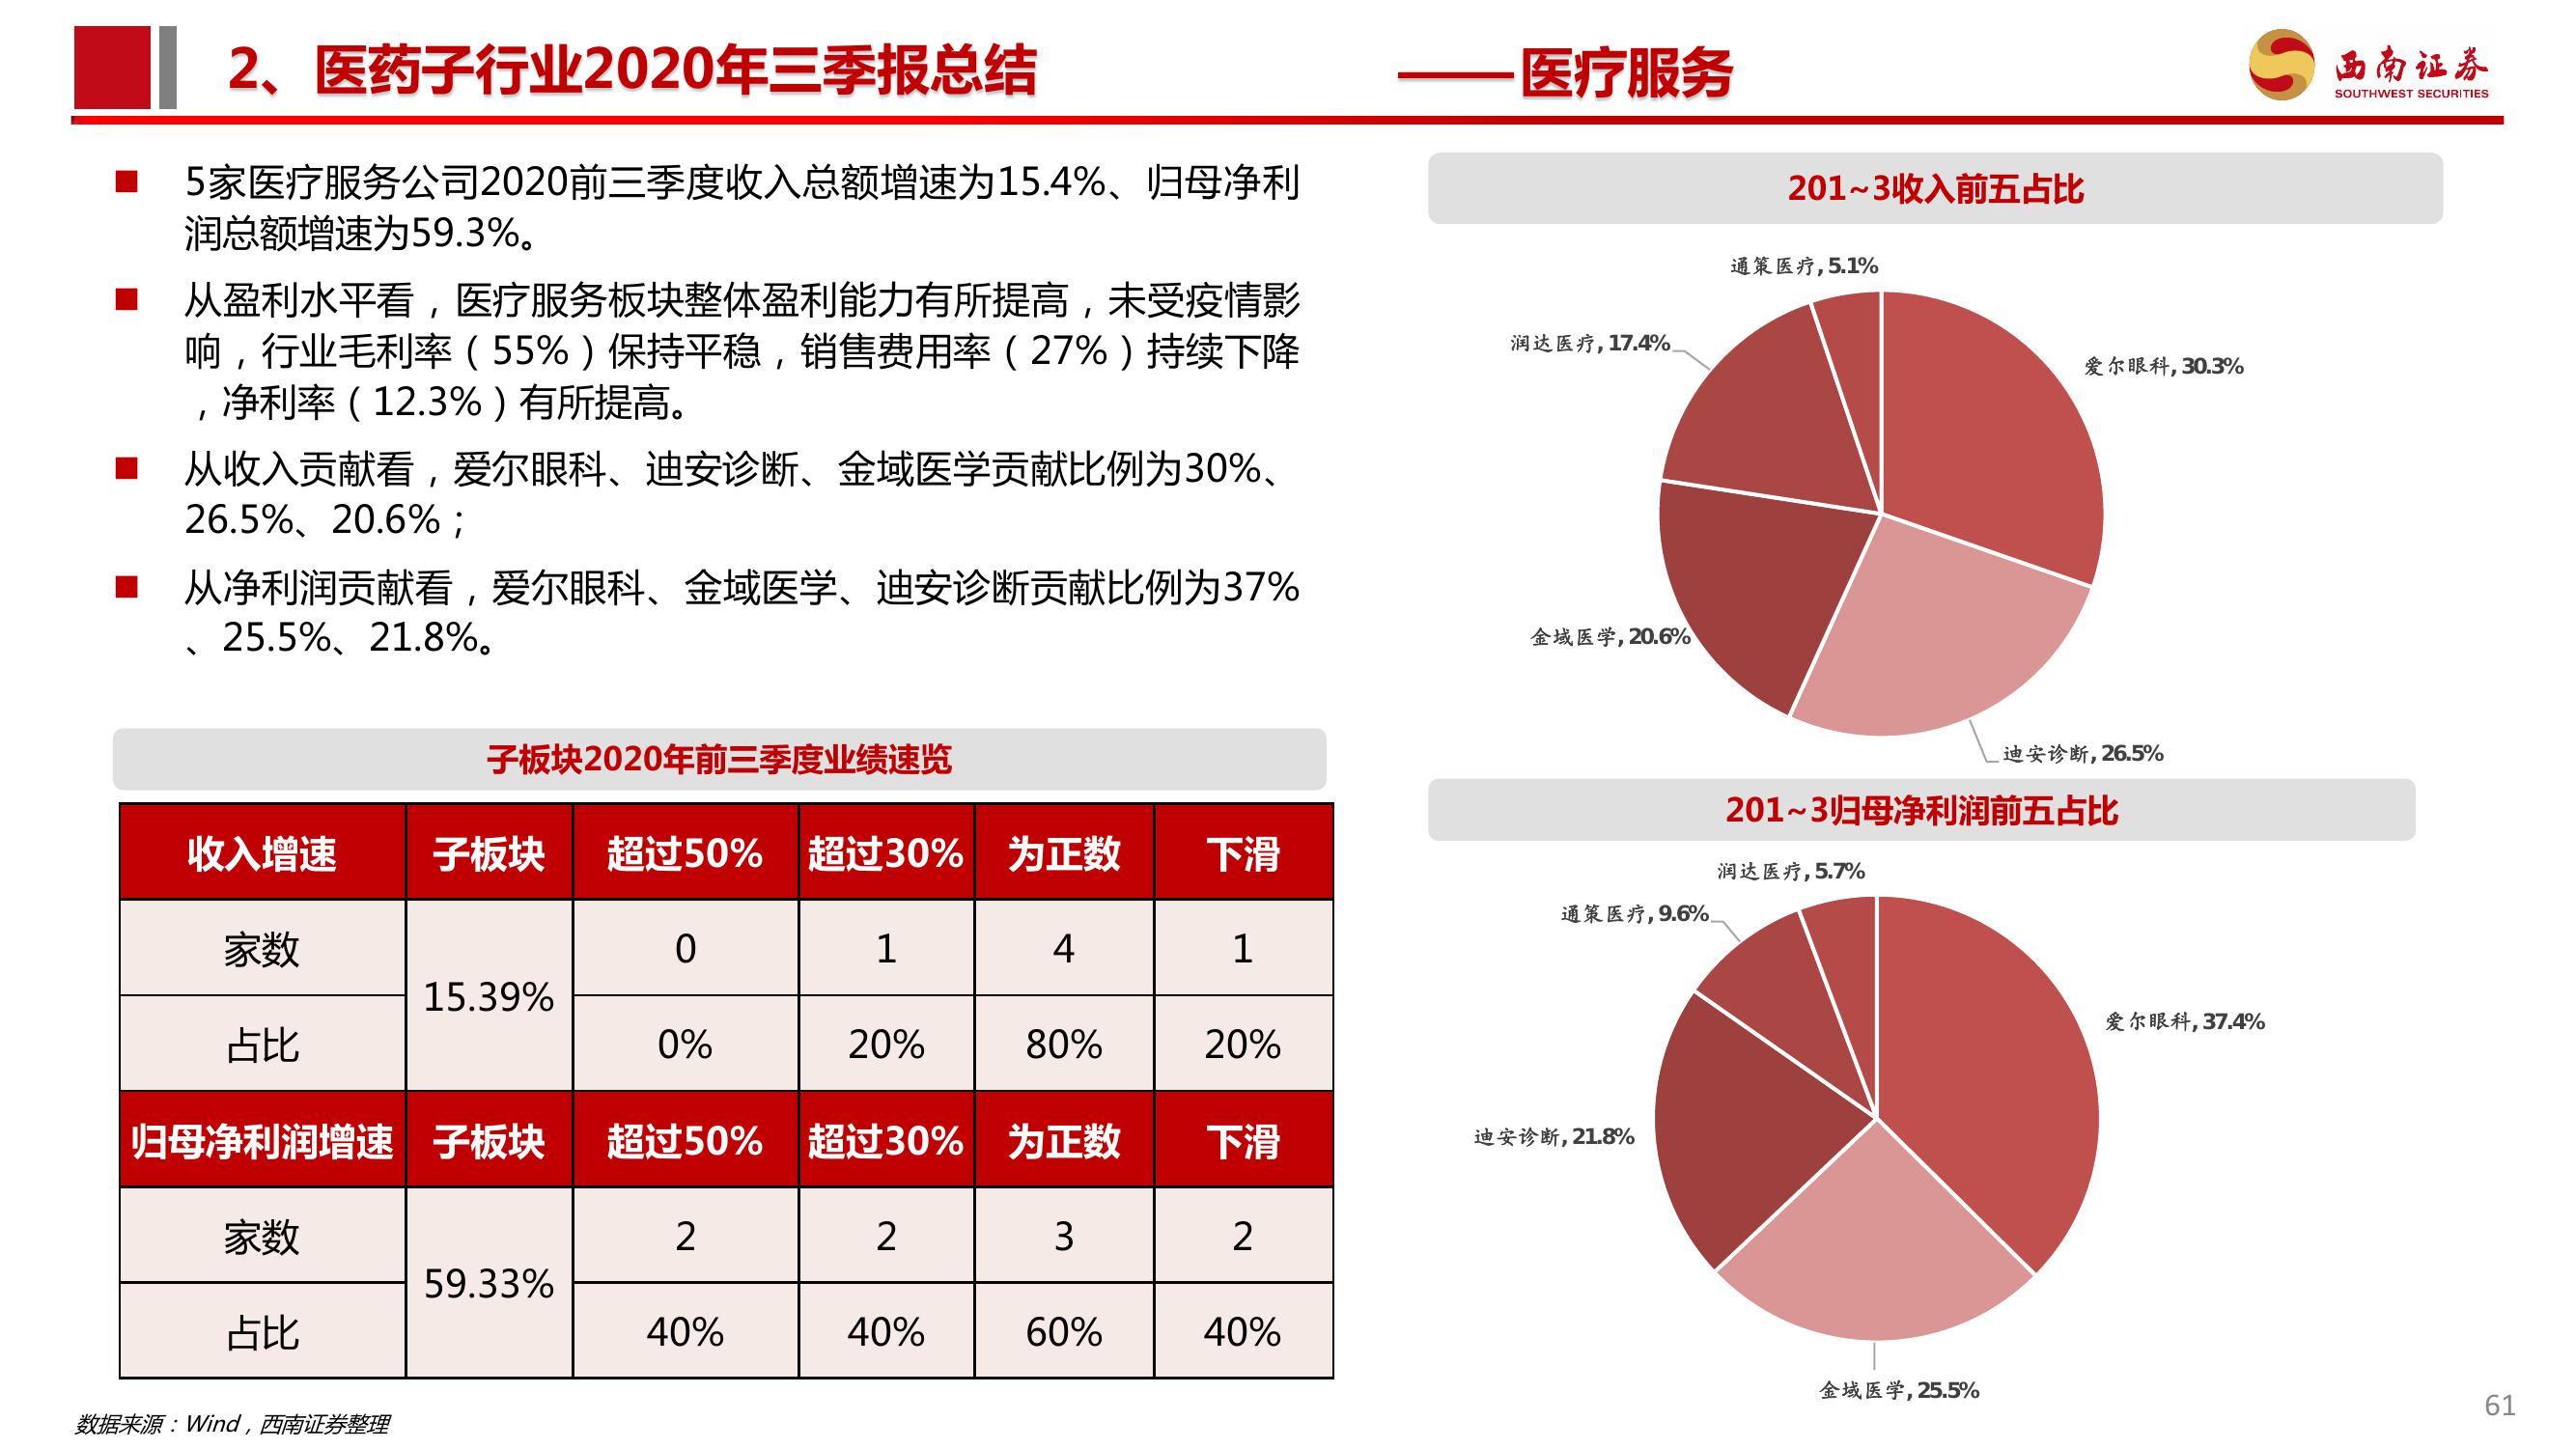 2、医药子行业2020年三季报总结
——医疗服务
西南证券
SOUTHWEST SECURITIES
5家医疗服务公司2020前三季度收入总额增速为15.4%、归母净利
润总额增速为59.3%。
从盈利水平看，医疗服务板块整体盈利能力有所提高，未受疫情影
响，行业毛利率（55%）保持平稳，销售费用率（27%）持续下降
，净利率（12.3%）有所提高。
从收入贡献看，爱尔眼科、迪安诊断、金域医学贡献比例为30%、
26.5%、20.6%；
从净利润贡献看，爱尔眼科、金域医学、迪安诊断贡献比例为37%
、25.5%、21.8%。
子板块2020年前三季度业绩速览
收入增速 子板块 超过50% 超过30% 为正数 下滑
家数 15.39% 0 1 4 1
占比 0% 20% 80% 20%
归母净利润增速 子板块 超过50% 超过30% 为正数 下滑
家数 59.33% 2 2 3 2
占比 40% 40% 60% 40%
201~3收入前五占比
通策医疗, 5.1%
润达医疗, 17.4%
爱尔眼科, 30.3%
金域医学, 20.6%
迪安诊断, 26.5%
201~3归母净利润前五占比
润达医疗, 5.7%
通策医疗, 9.6%
爱尔眼科, 37.4%
迪安诊断, 21.8%
金域医学, 25.5%
数据来源：Wind，西南证券整理
61